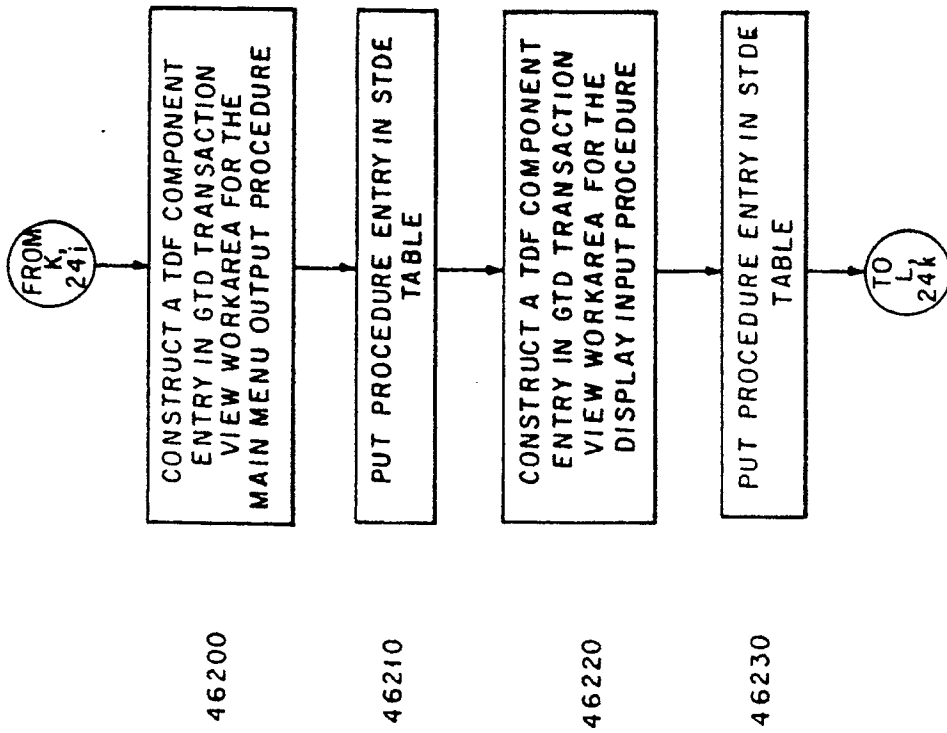 FROM
K,
24i
46200
CONSTRUCT A TDF COMPONENT
ENTRY IN GTD TRANSACTION
VIEW WORKAREA FOR THE
MAIN MENU OUTPUT PROCEDURE
46210
PUT PROCEDURE ENTRY IN STDE
TABLE
46220
CONSTRUCT A TDF COMPONENT
ENTRY IN GTD TRANSACTION
VIEW WORKAREA FOR THE
DISPLAY INPUT PROCEDURE
46230
PUT PROCEDURE ENTRY IN STDE
TABLE
TO
L,
24k